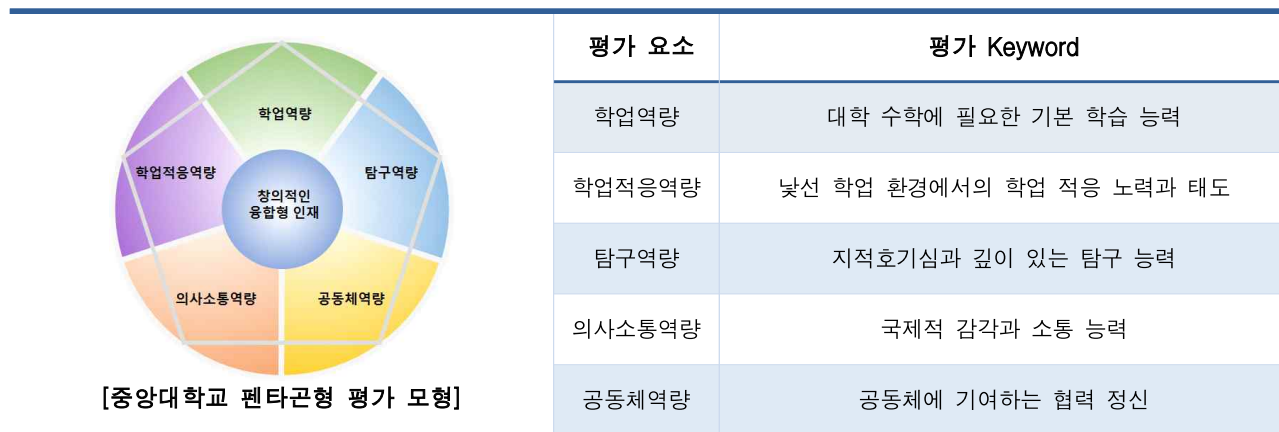 학업역량
학업적응역량
탐구역량
창의적인
융합형 인재
의사소통역량
공동체역량
[중앙대학교 펜타곤형 평가 모형]
평가 요소 평가 Keyword
학업역량 대학 수학에 필요한 기본 학습 능력
학업적응역량 낯선 학업 환경에서의 학업 적응 노력과 태도
탐구역량 지적호기심과 깊이 있는 탐구 능력
의사소통역량 국제적 감각과 소통 능력
공동체역량 공동체에 기여하는 협력 정신